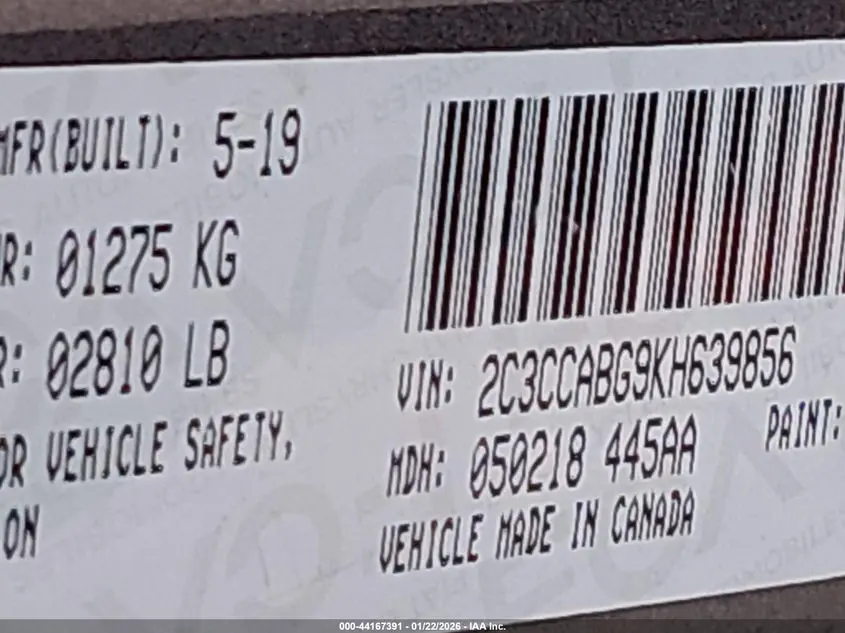 MFR(BUILT): 5-19
R: 01275 KG
R: 02810 LB
OR VEHICLE SAFETY,
ON
VIN: 2C3CCABG9KH639856
MDH: 050218 445AA
PAINT:
VEHICLE MADE IN CANADA
000-44167391 - 01/22/2026 - IAA Inc.